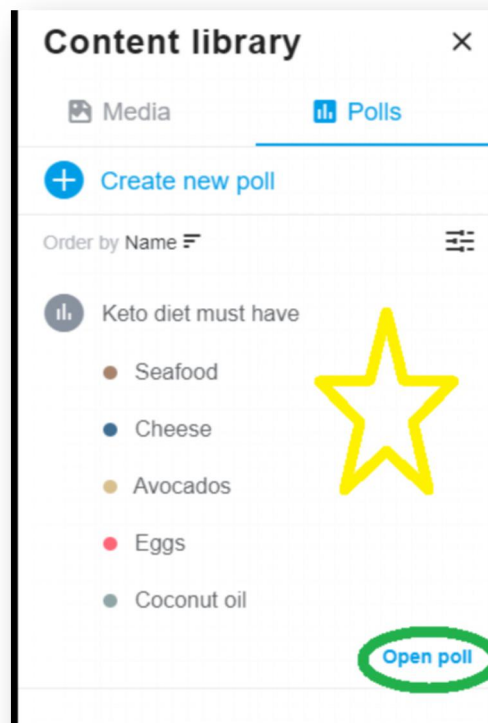 Content library
Media Polls
Create new poll
Order by Name
Keto diet must have
Seafood
Cheese
Avocados
Eggs
Coconut oil
Open poll